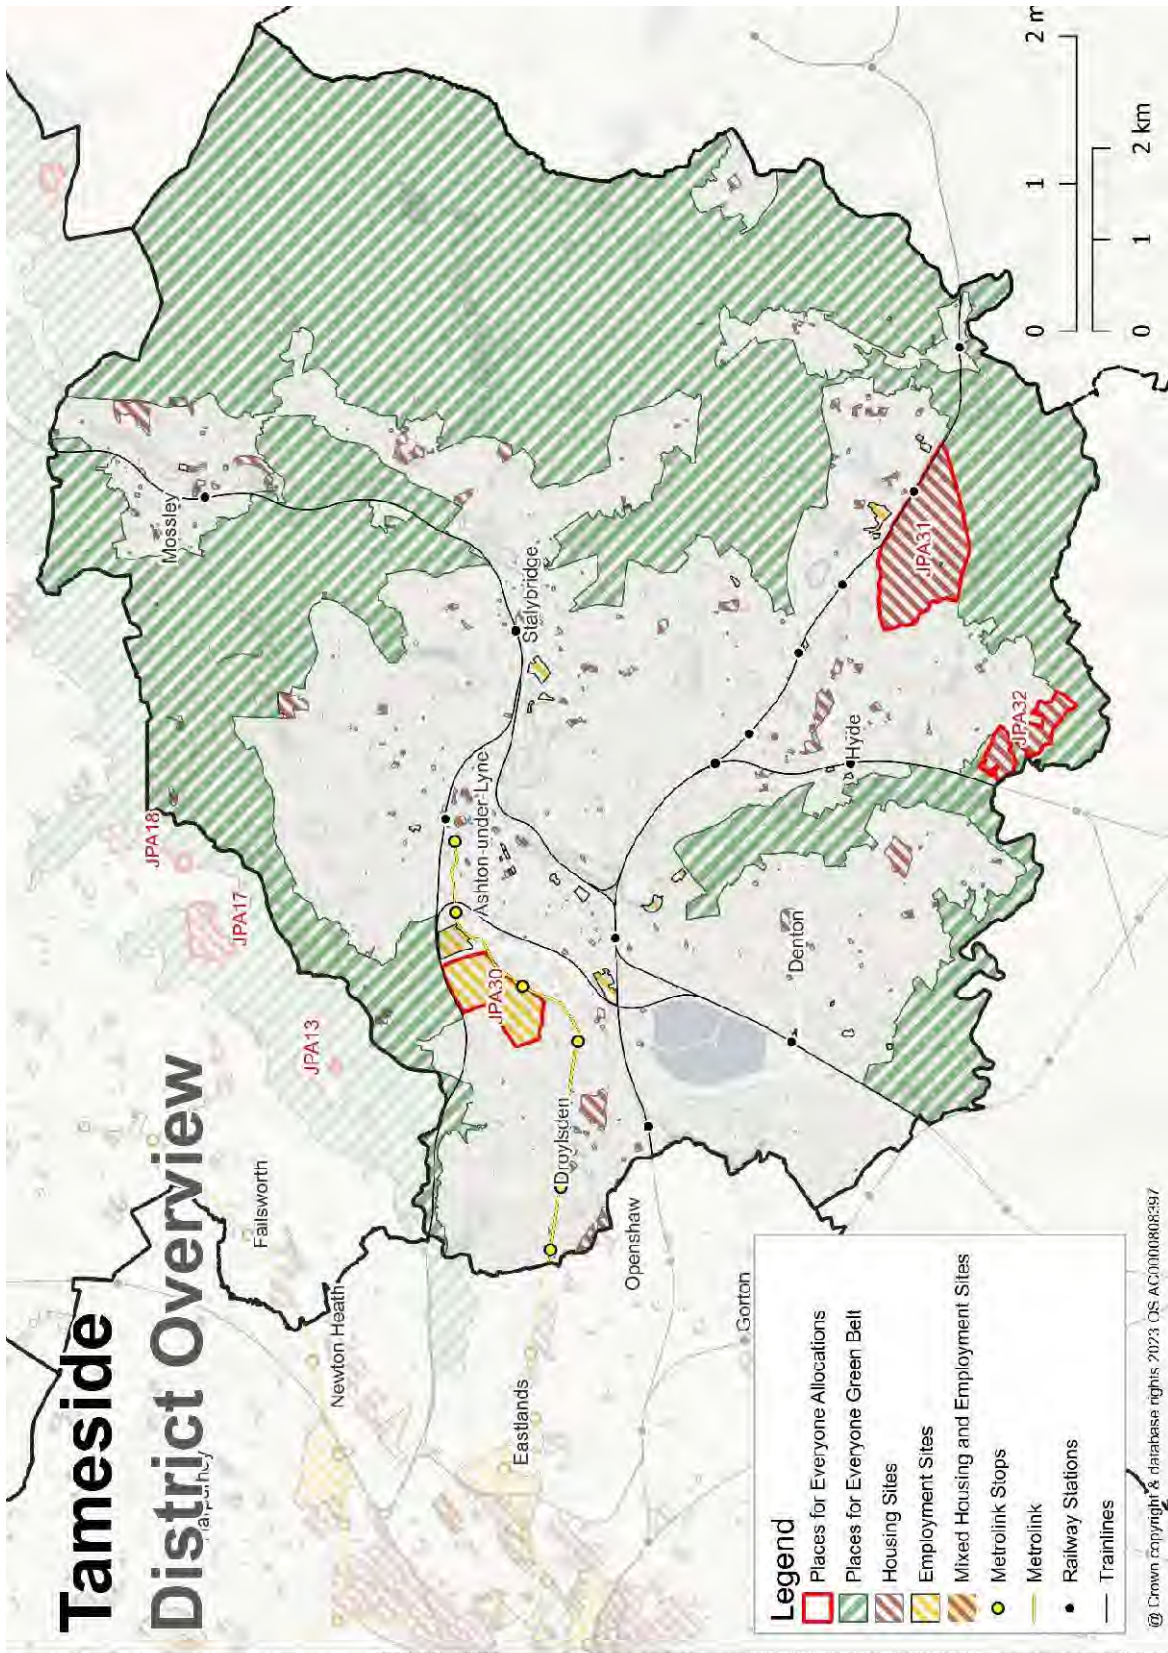 Tameside
District Overview
Failsworth
Newton Heath
Eastlands
Openshaw
Gorton
Droylsden
Denton
Ashton-under-Lyne
Stalybridge
Mossley
Hyde
JPA13
JPA17
JPA18
JPA30
JPA31
JPA32
Legend
Places for Everyone Allocations
Places for Everyone Green Belt
Housing Sites
Employment Sites
Mixed Housing and Employment Sites
Metrolink Stops
Metrolink
Railway Stations
Trainlines
0 1 2 m
0 1 2 km
@ Crown copyright & database rights 2023 OS AC0000808397